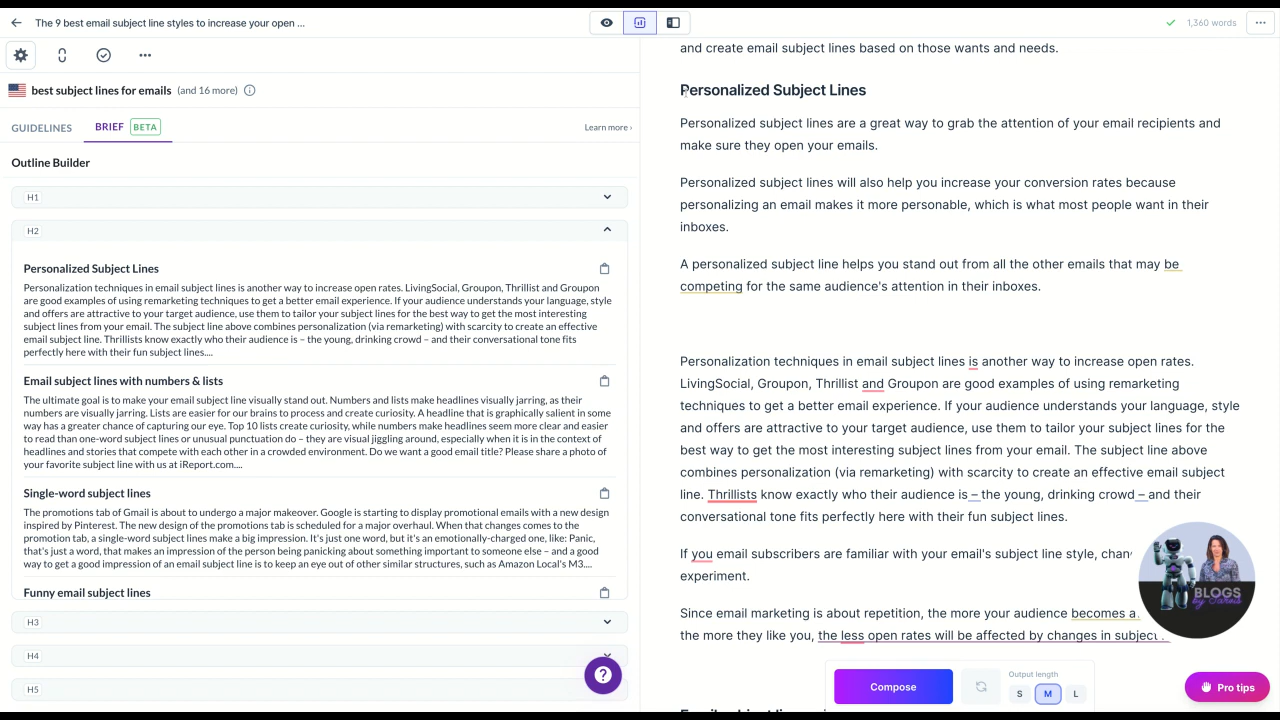 The 9 best email subject line styles to increase your open ...
1,360 words
best subject lines for emails (and 16 more)
GUIDELINES
BRIEF BETA
Learn more ›
Outline Builder
H1
H2
Personalized Subject Lines
Personalization techniques in email subject lines is another way to increase open rates. LivingSocial, Groupon, Thrillist and Groupon
are good examples of using remarketing techniques to get a better email experience. If your audience understands your language, style
and offers are attractive to your target audience, use them to tailor your subject lines for the best way to get the most interesting
subject lines from your email. The subject line above combines personalization (via remarketing) with scarcity to create an effective
email subject line. Thrillists know exactly who their audience is – the young, drinking crowd – and their conversational tone fits
perfectly here with their fun subject lines....
Email subject lines with numbers & lists
The ultimate goal is to make your email subject line visually stand out. Numbers and lists make headlines visually jarring, as their
numbers are visually jarring. Lists are easier for our brains to process and create curiosity. A headline that is graphically salient in some
way has a greater chance of capturing our eye. Top 10 lists create curiosity, while numbers make headlines seem more clear and easier
to read than one-word subject lines or unusual punctuation do – they are visual jiggling around, especially when it is in the context of
headlines and stories that compete with each other in a crowded environment. Do we want a good email title? Please share a photo of
your favorite subject line with us at iReport.com....
Single-word subject lines
The promotions tab of Gmail is about to undergo a major makeover. Google is starting to display promotional emails with a new design
inspired by Pinterest. The new design of the promotions tab is scheduled for a major overhaul. When that changes comes to the
promotion tab, a single-word subject lines make a big impression. It's just one word, but it's an emotionally-charged one, like: Panic,
that's just a word, that makes an impression of the person being panicking about something important to someone else – and a good
way to get a good impression of an email subject line is to keep an eye out of other similar structures, such as Amazon Local's M3....
Funny email subject lines
H3
H4
H5
and create email subject lines based on those wants and needs.
Personalized Subject Lines
Personalized subject lines are a great way to grab the attention of your email recipients and
make sure they open your emails.
Personalized subject lines will also help you increase your conversion rates because
personalizing an email makes it more personable, which is what most people want in their
inboxes.
A personalized subject line helps you stand out from all the other emails that may be
competing for the same audience's attention in their inboxes.
Personalization techniques in email subject lines is another way to increase open rates.
LivingSocial, Groupon, Thrillist and Groupon are good examples of using remarketing
techniques to get a better email experience. If your audience understands your language, style
and offers are attractive to your target audience, use them to tailor your subject lines for the
best way to get the most interesting subject lines from your email. The subject line above
combines personalization (via remarketing) with scarcity to create an effective email subject
line. Thrillists know exactly who their audience is – the young, drinking crowd – and their
conversational tone fits perfectly here with their fun subject lines.
If you email subscribers are familiar with your email's subject line style,
experiment.
Since email marketing is about repetition, the more your audience becomes
the more they like you, the less open rates will be affected by changes in subject
BLOGS
by Jarvis
Compose
Output length
S M L
Pro tips